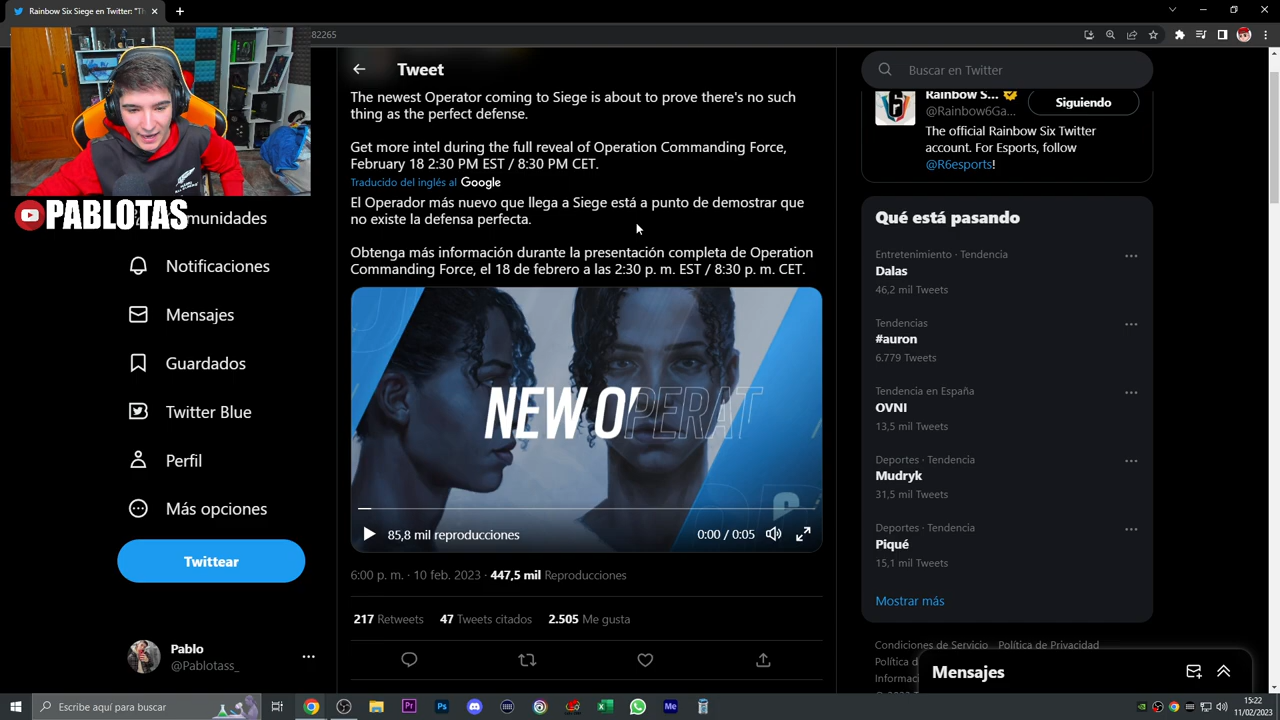 Rainbow Six Siege en Twitter: "Th
82265
PABLOTAS
munidades
Notificaciones
Mensajes
Guardados
Twitter Blue
Perfil
Más opciones
Twittear
Pablo
@Pablotass_
Tweet
The newest Operator coming to Siege is about to prove there's no such
thing as the perfect defense.
Get more intel during the full reveal of Operation Commanding Force,
February 18 2:30 PM EST / 8:30 PM CET.
Traducido del inglés al Google
El Operador más nuevo que llega a Siege está a punto de demostrar que
no existe la defensa perfecta.
Obtenga más información durante la presentación completa de Operation
Commanding Force, el 18 de febrero a las 2:30 p. m. EST / 8:30 p. m. CET.
NEW OPERAT
85,8 mil reproducciones
0:00 / 0:05
6:00 p. m. · 10 feb. 2023 · 447,5 mil Reproducciones
217 Retweets 47 Tweets citados 2.505 Me gusta
Buscar en Twitter
Rainbow S...
@Rainbow6Ga...
Siguiendo
The official Rainbow Six Twitter
account. For Esports, follow
@R6esports!
Qué está pasando
Entretenimiento · Tendencia
Dalas
46,2 mil Tweets
Tendencias
#auron
6.779 Tweets
Tendencia en España
OVNI
13,5 mil Tweets
Deportes · Tendencia
Mudryk
31,5 mil Tweets
Deportes · Tendencia
Piqué
15,1 mil Tweets
Mostrar más
Condiciones de Servicio Política de Privacidad
Política d
Informaci
Mensajes
Escribe aquí para buscar
15:22
11/02/2023